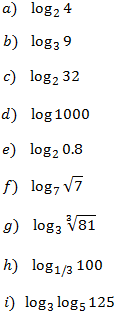 a) log₂ 4
b) log₃ 9
c) log₂ 32
d) log 1000
e) log₂ 0.8
f) log₇ √7
g) log₃ ∛81
h) log₁/₃ 100
i) log₃ log₅ 125